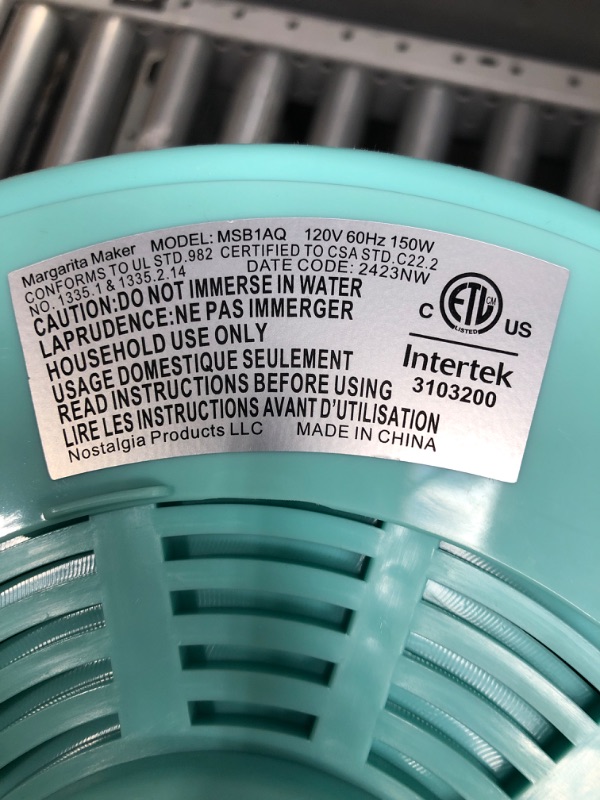 Margarita Maker MODEL: MSB1AQ 120V 60Hz 150W
CONFORMS TO UL STD.982 CERTIFIED TO CSA STD.C22.2
NO. 1335.1 & 1335.2.14 DATE CODE: 2423NW
CAUTION:DO NOT IMMERSE IN WATER
LAPRUDENCE:NE PAS IMMERGER
HOUSEHOLD USE ONLY
USAGE DOMESTIQUE SEULEMENT
READ INSTRUCTIONS BEFORE USING
LIRE LES INSTRUCTIONS AVANT D'UTILISATION
Nostalgia Products LLC MADE IN CHINA
C ETL CM US
LISTED
Intertek
3103200